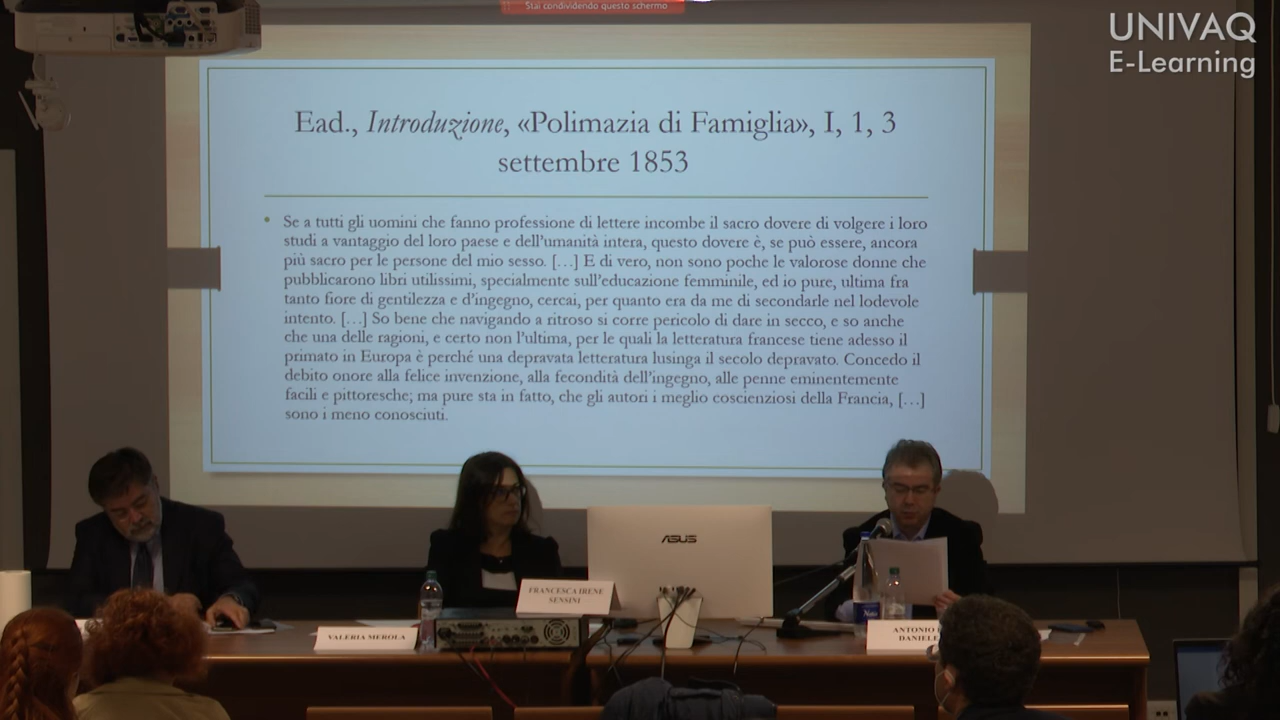 Stai condividendo questo schermo
UNIVAQ
E-Learning
Ead., Introduzione, «Polimazia di Famiglia», I, 1, 3
settembre 1853
• Se a tutti gli uomini che fanno professione di lettere incombe il sacro dovere di volgere i loro
studi a vantaggio del loro paese e dell'umanità intera, questo dovere è, se può essere, ancora
più sacro per le persone del mio sesso. […] E di vero, non sono poche le valorose donne che
pubblicarono libri utilissimi, specialmente sull'educazione femminile, ed io pure, ultima fra
tanto fiore di gentilezza e d'ingegno, cercai, per quanto era da me di secondarle nel lodevole
intento. […] So bene che navigando a ritroso si corre pericolo di dare in secco, e so anche
che una delle ragioni, e certo non l'ultima, per le quali la letteratura francese tiene adesso il
primato in Europa è perché una depravata letteratura lusinga il secolo depravato. Concedo il
debito onore alla felice invenzione, alla fecondità dell'ingegno, alle penne eminentemente
facili e pittoresche; ma pure sta in fatto, che gli autori i meglio coscienziosi della Francia, […]
sono i meno conosciuti.
ASUS
FRANCESCA IRENE
SENSINI
VALERIA MEROLA
ANTONIO
DANIELE